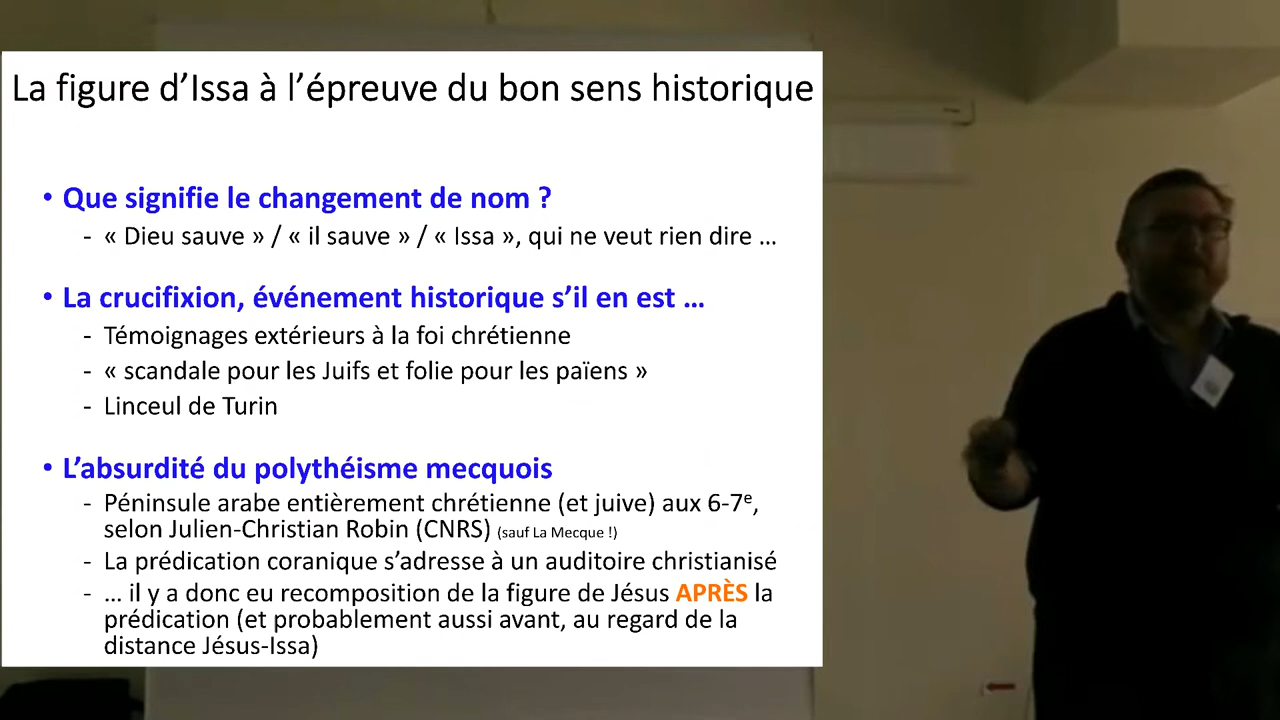 La figure d’Issa à l’épreuve du bon sens historique
• Que signifie le changement de nom ?
- « Dieu sauve » / « il sauve » / « Issa », qui ne veut rien dire …
• La crucifixion, événement historique s’il en est …
- Témoignages extérieurs à la foi chrétienne
- « scandale pour les Juifs et folie pour les païens »
- Linceul de Turin
• L’absurdité du polythéisme mecquois
- Péninsule arabe entièrement chrétienne (et juive) aux 6-7e,
selon Julien-Christian Robin (CNRS) (sauf La Mecque !)
- La prédication coranique s’adresse à un auditoire christianisé
- … il y a donc eu recomposition de la figure de Jésus APRÈS la
prédication (et probablement aussi avant, au regard de la
distance Jésus-Issa)